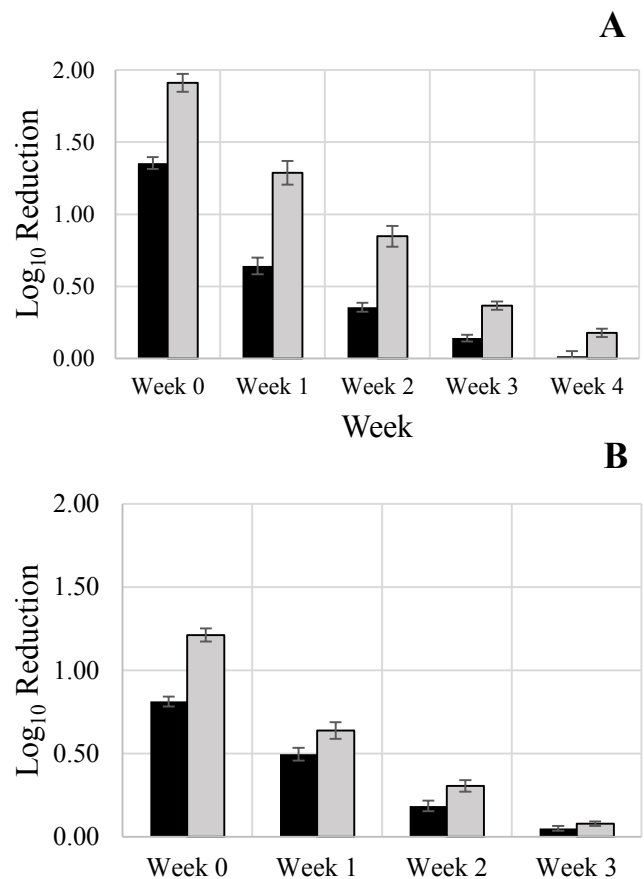 A
Log₁₀ Reduction
2.00
1.50
1.00
0.50
0.00
Week 0 Week 1 Week 2 Week 3 Week 4
Week
B
Log₁₀ Reduction
2.00
1.50
1.00
0.50
0.00
Week 0 Week 1 Week 2 Week 3